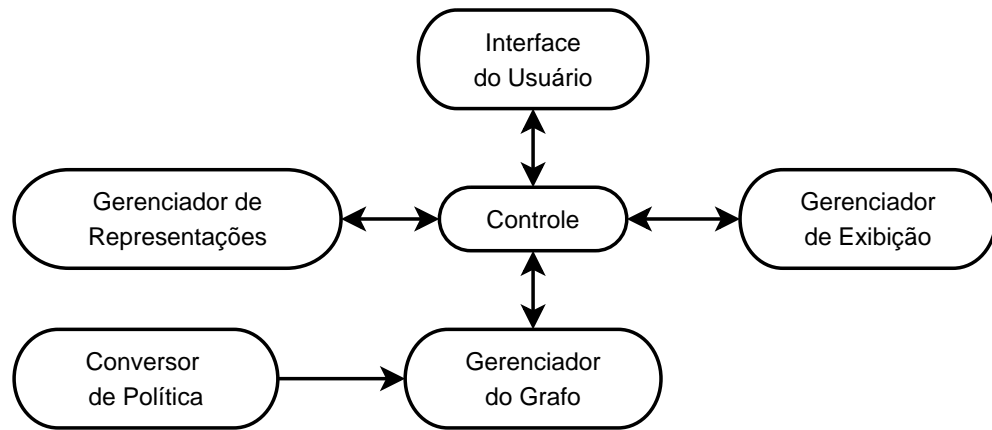 Interface
do Usuário
Gerenciador de
Representações
Controle
Gerenciador
de Exibição
Conversor
de Política
Gerenciador
do Grafo